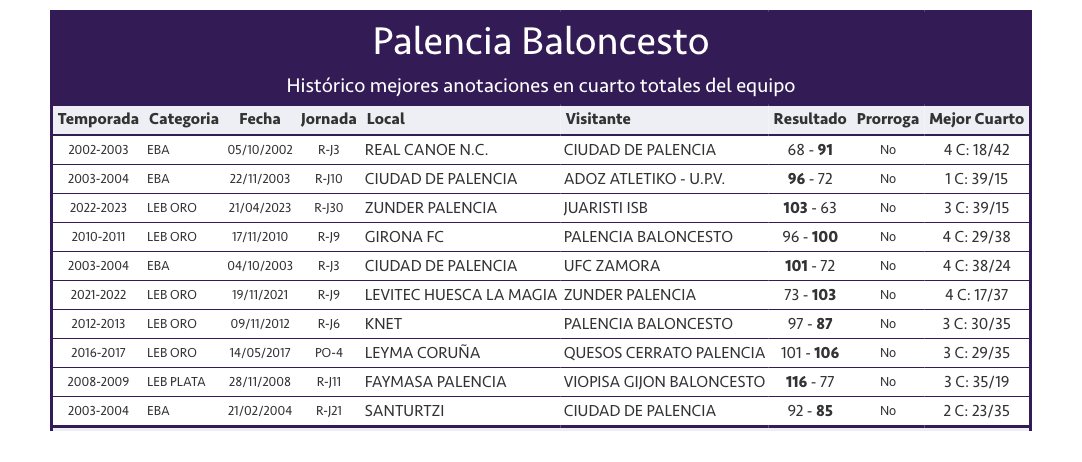 Palencia Baloncesto
Histórico mejores anotaciones en cuarto totales del equipo
Temporada Categoria Fecha Jornada Local Visitante Resultado Prorroga Mejor Cuarto
2002-2003 EBA 05/10/2002 R-J3 REAL CANOE N.C. CIUDAD DE PALENCIA 68 - 91 No 4 C: 18/42
2003-2004 EBA 22/11/2003 R-J10 CIUDAD DE PALENCIA ADOZ ATLETIKO - U.P.V. 96 - 72 No 1 C: 39/15
2022-2023 LEB ORO 21/04/2023 R-J30 ZUNDER PALENCIA JUARISTI ISB 103 - 63 No 3 C: 39/15
2010-2011 LEB ORO 17/11/2010 R-J9 GIRONA FC PALENCIA BALONCESTO 96 - 100 No 4 C: 29/38
2003-2004 EBA 04/10/2003 R-J3 CIUDAD DE PALENCIA UFC ZAMORA 101 - 72 No 4 C: 38/24
2021-2022 LEB ORO 19/11/2021 R-J9 LEVITEC HUESCA LA MAGIA ZUNDER PALENCIA 73 - 103 No 4 C: 17/37
2012-2013 LEB ORO 09/11/2012 R-J6 KNET PALENCIA BALONCESTO 97 - 87 No 3 C: 30/35
2016-2017 LEB ORO 14/05/2017 PO-4 LEYMA CORUÑA QUESOS CERRATO PALENCIA 101 - 106 No 3 C: 29/35
2008-2009 LEB PLATA 28/11/2008 R-J11 FAYMASA PALENCIA VIOPISA GIJON BALONCESTO 116 - 77 No 3 C: 35/19
2003-2004 EBA 21/02/2004 R-J21 SANTURTZI CIUDAD DE PALENCIA 92 - 85 No 2 C: 23/35